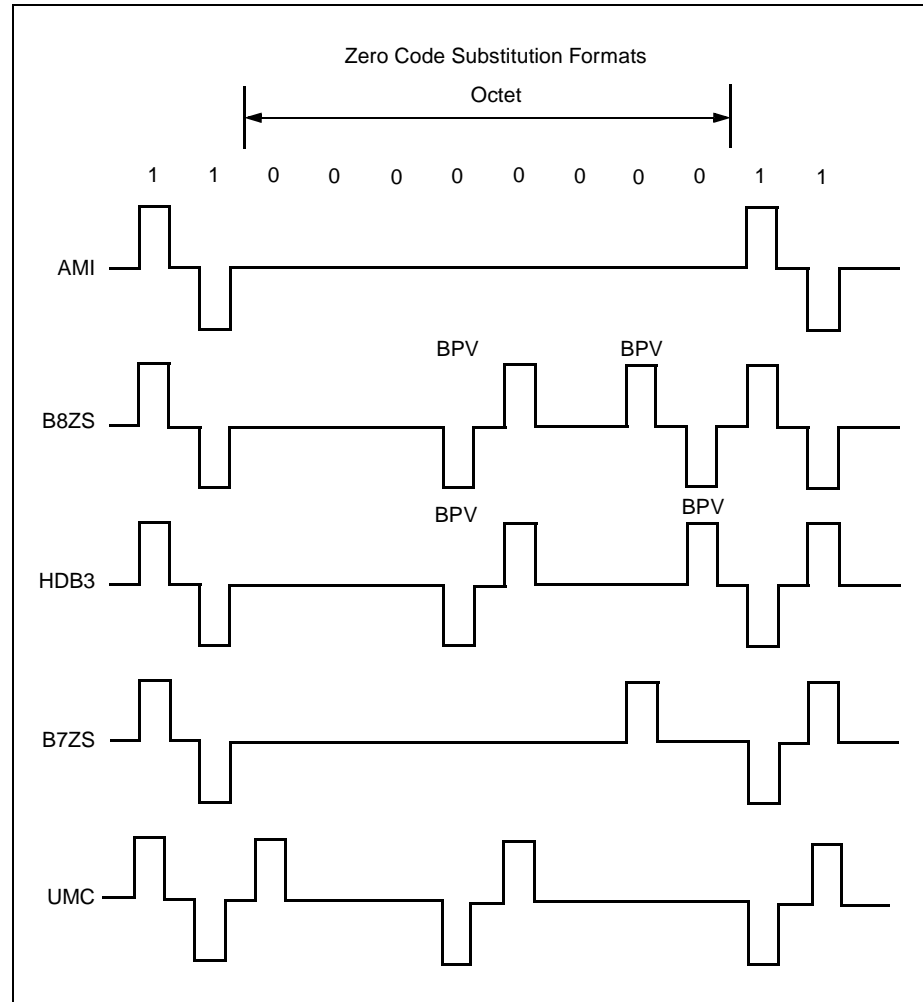 Zero Code Substitution Formats
Octet
1 1 0 0 0 0 0 0 0 0 1 1
AMI
BPV BPV
B8ZS
BPV BPV
HDB3
B7ZS
UMC